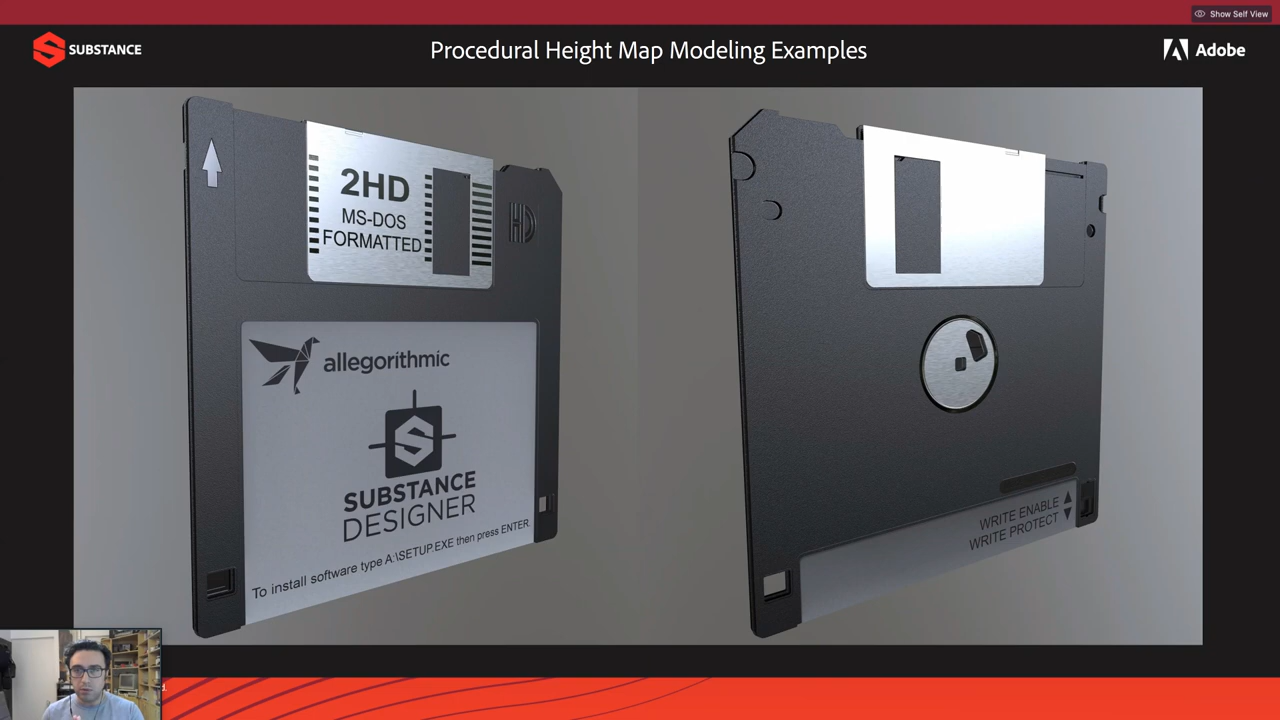 Show Self View
SUBSTANCE
Procedural Height Map Modeling Examples
Adobe
2HD
MS-DOS
FORMATTED
HD
allegorithmic
SUBSTANCE
DESIGNER
To install software type A:\SETUP.EXE then press ENTER.
WRITE ENABLE
WRITE PROTECT